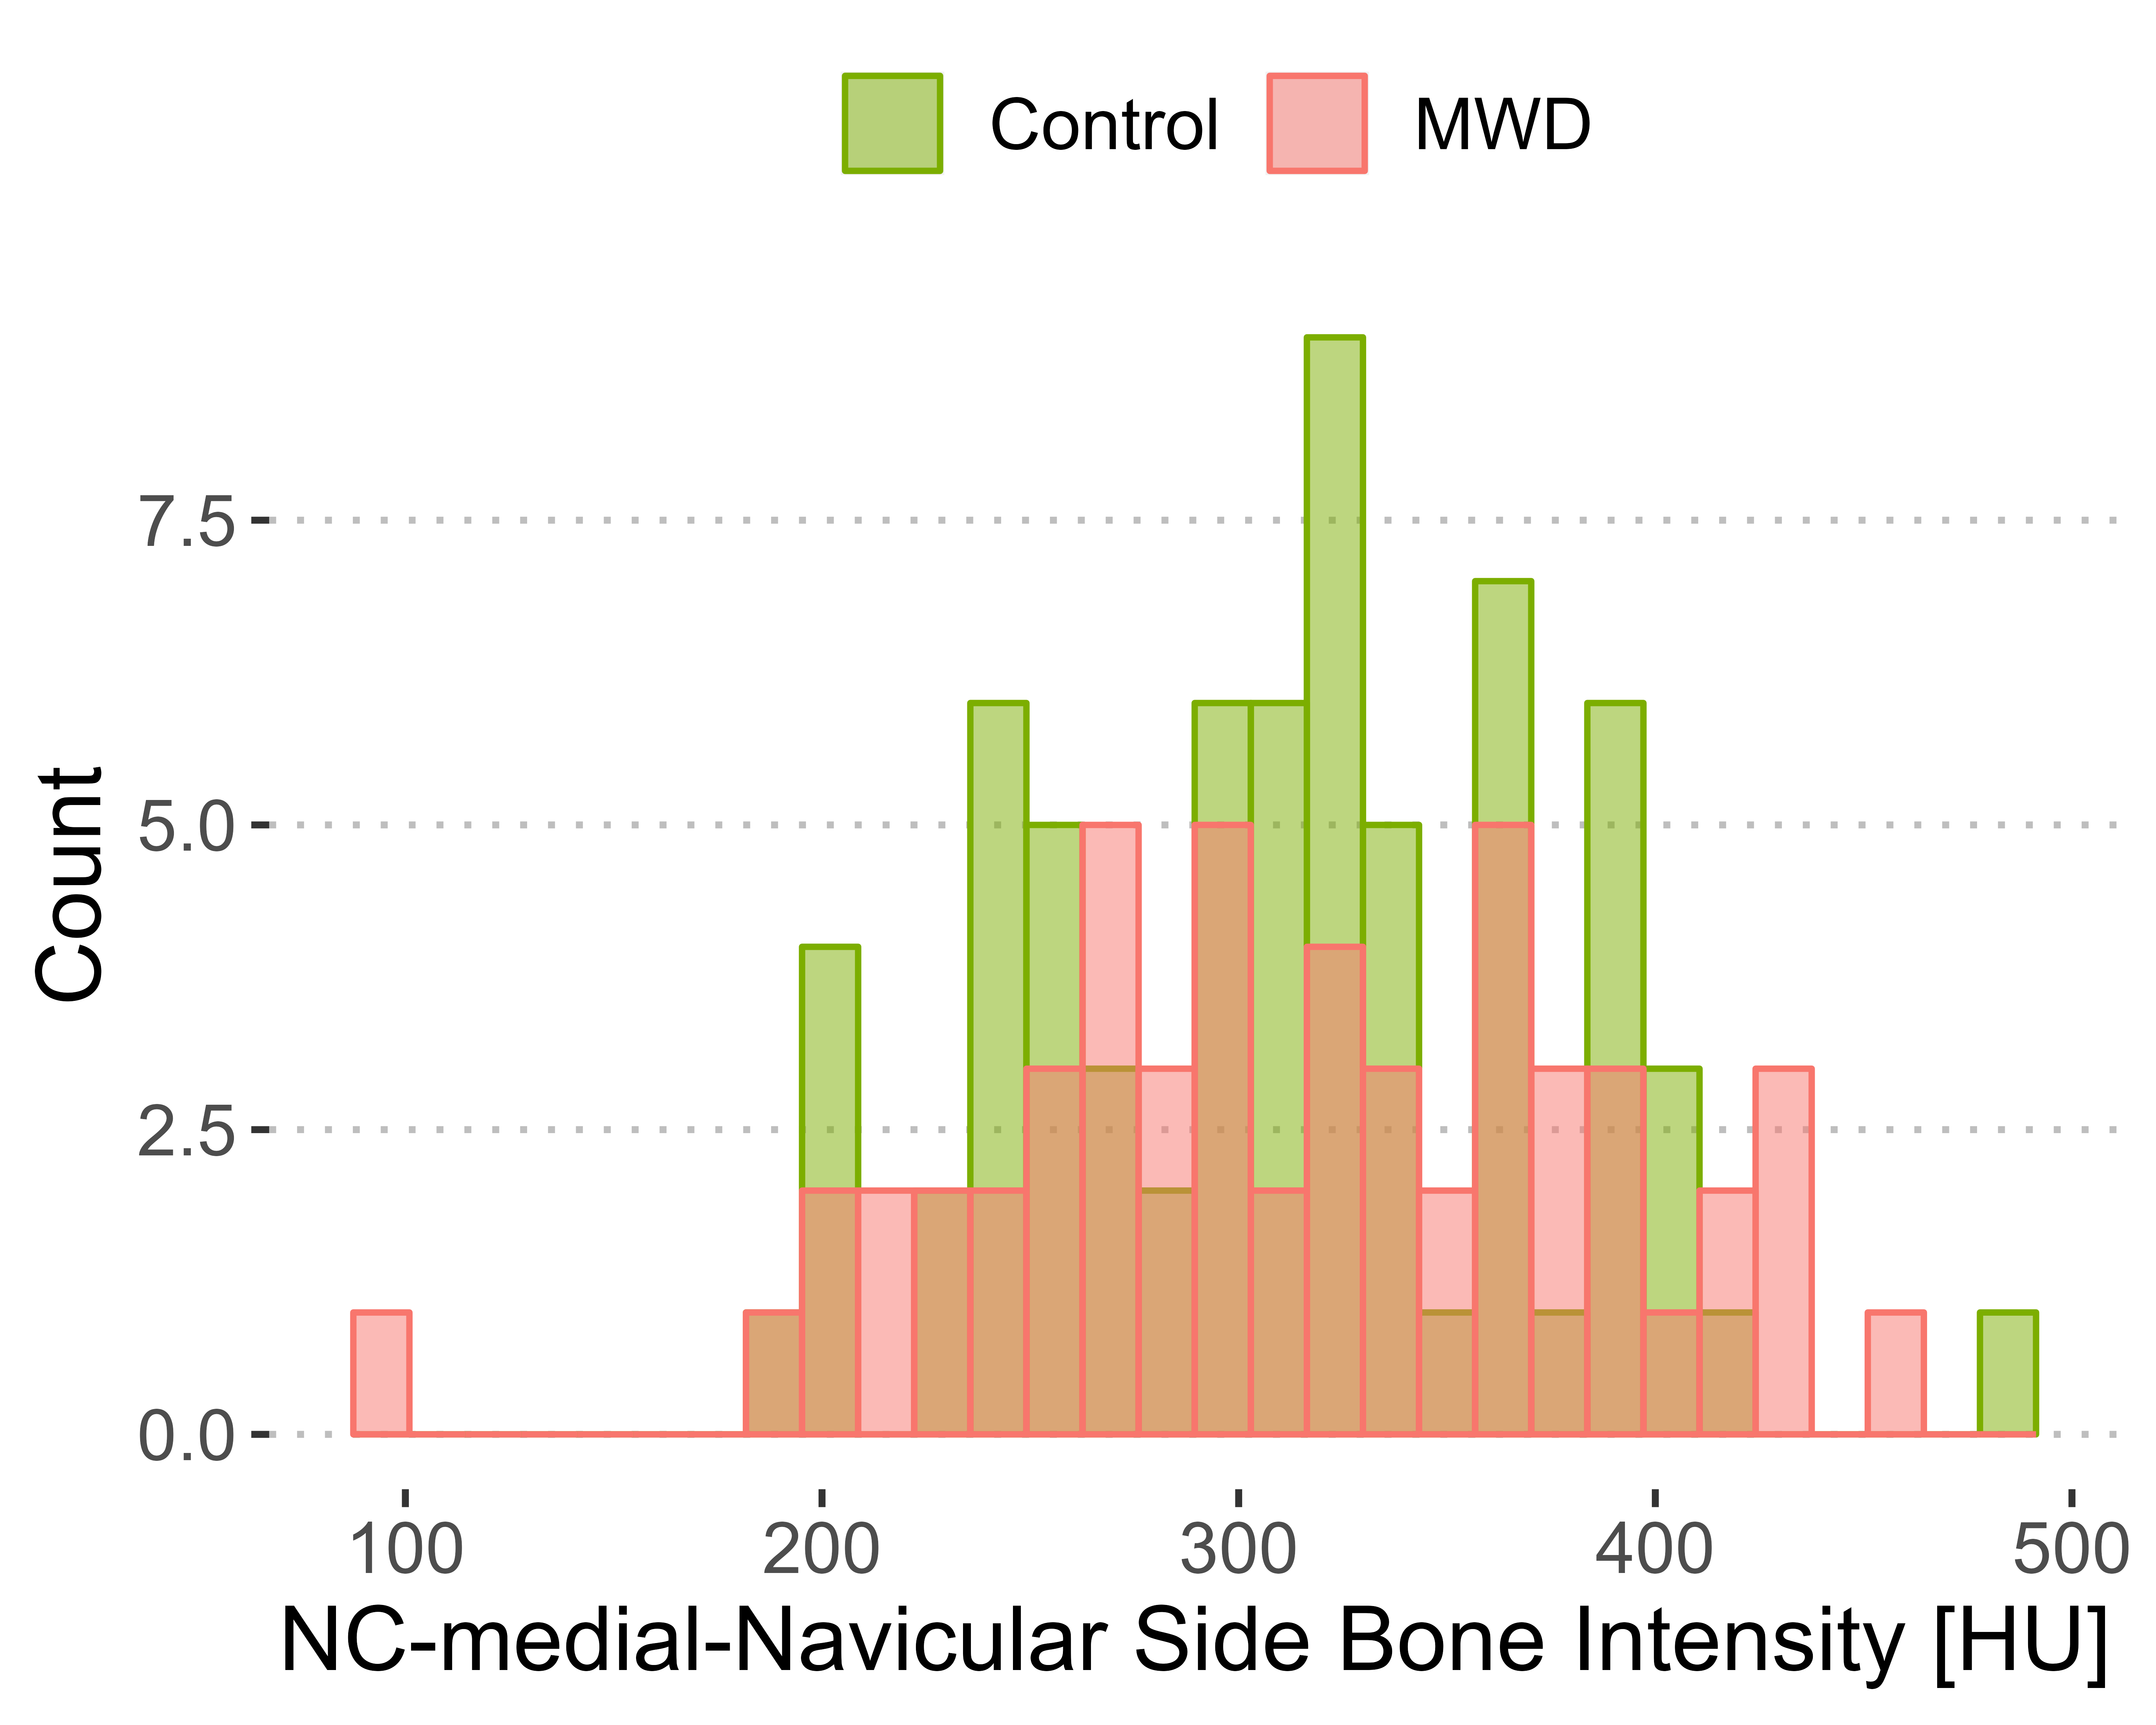 Control MWD
Count
7.5
5.0
2.5
0.0
100 200 300 400 500
NC-medial-Navicular Side Bone Intensity [HU]